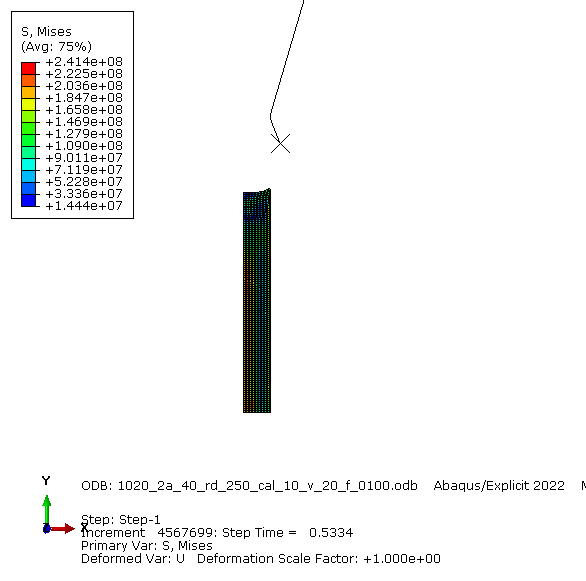 S, Mises
(Avg: 75%)
+2.414e+08
+2.225e+08
+2.036e+08
+1.847e+08
+1.658e+08
+1.469e+08
+1.279e+08
+1.090e+08
+9.011e+07
+7.119e+07
+5.228e+07
+3.336e+07
+1.444e+07
Y
X
ODB: 1020_2a_40_rd_250_cal_10_v_20_f_0100.odb Abaqus/Explicit 2022
Step: Step-1
Increment 4567699: Step Time = 0.5334
Primary Var: S, Mises
Deformed Var: U Deformation Scale Factor: +1.000e+00